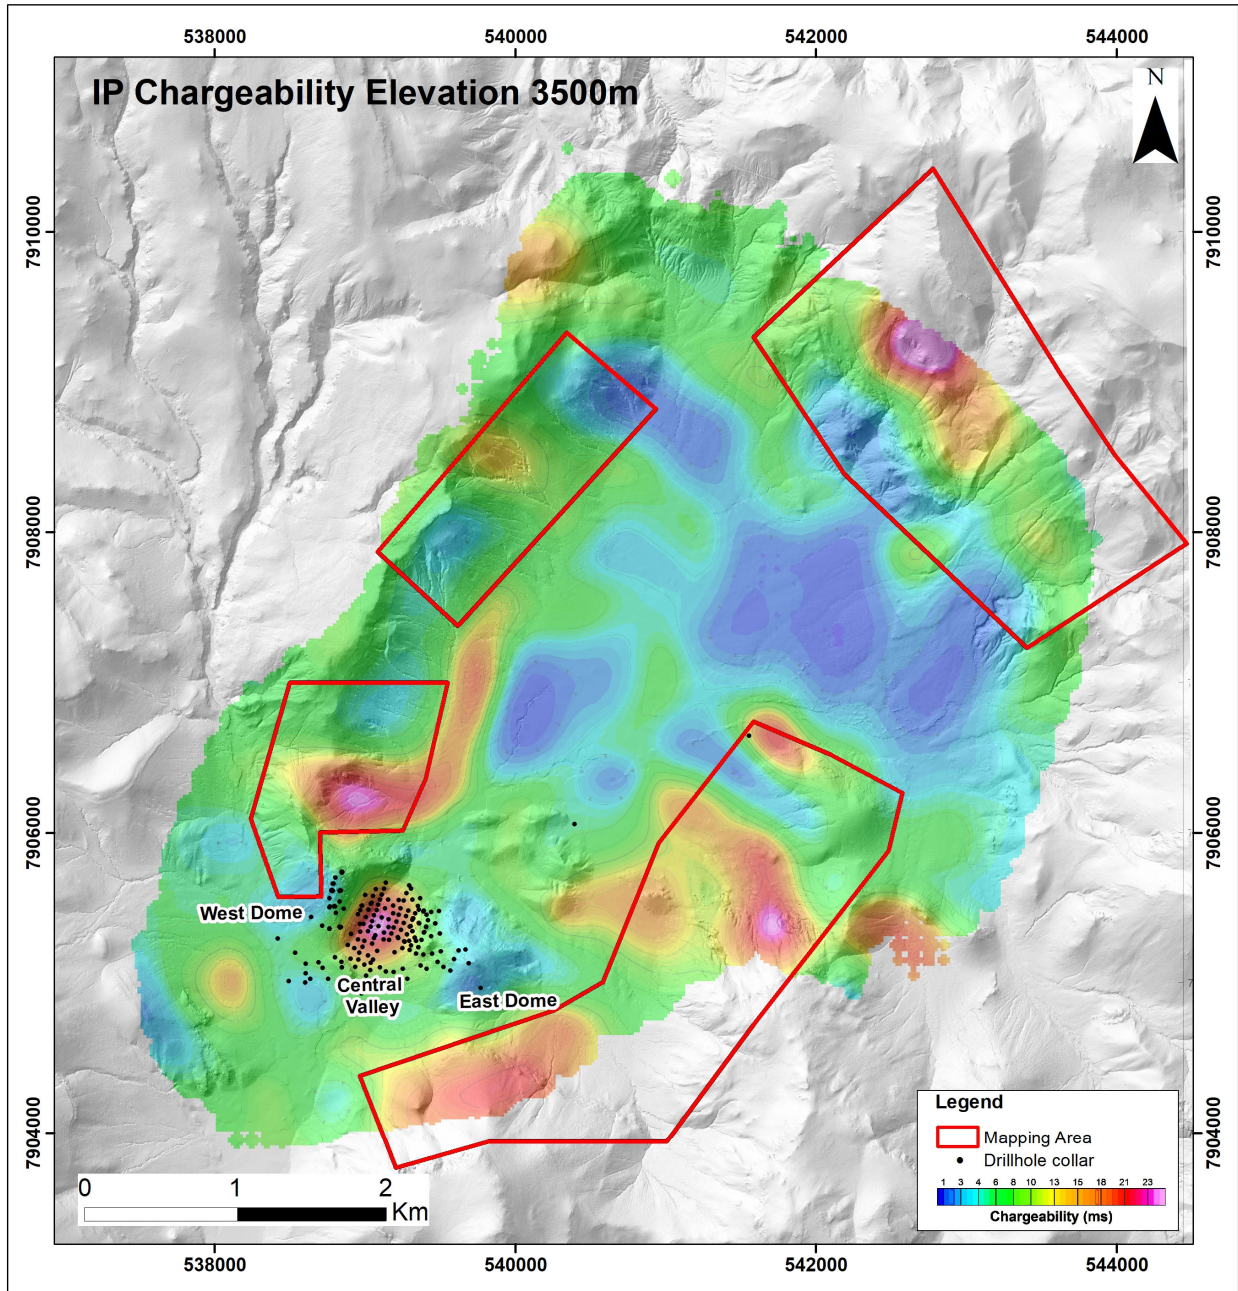 538000 540000 542000 544000
IP Chargeability Elevation 3500m
N
7910000 7910000
7908000 7908000
7906000 7906000
West Dome
Central
Valley
East Dome
7904000 7904000
Legend
Mapping Area
Drillhole collar
1 3 4 6 8 10 13 15 16 18 21 23
Chargeability (ms)
0 1 2
Km
538000 540000 542000 544000